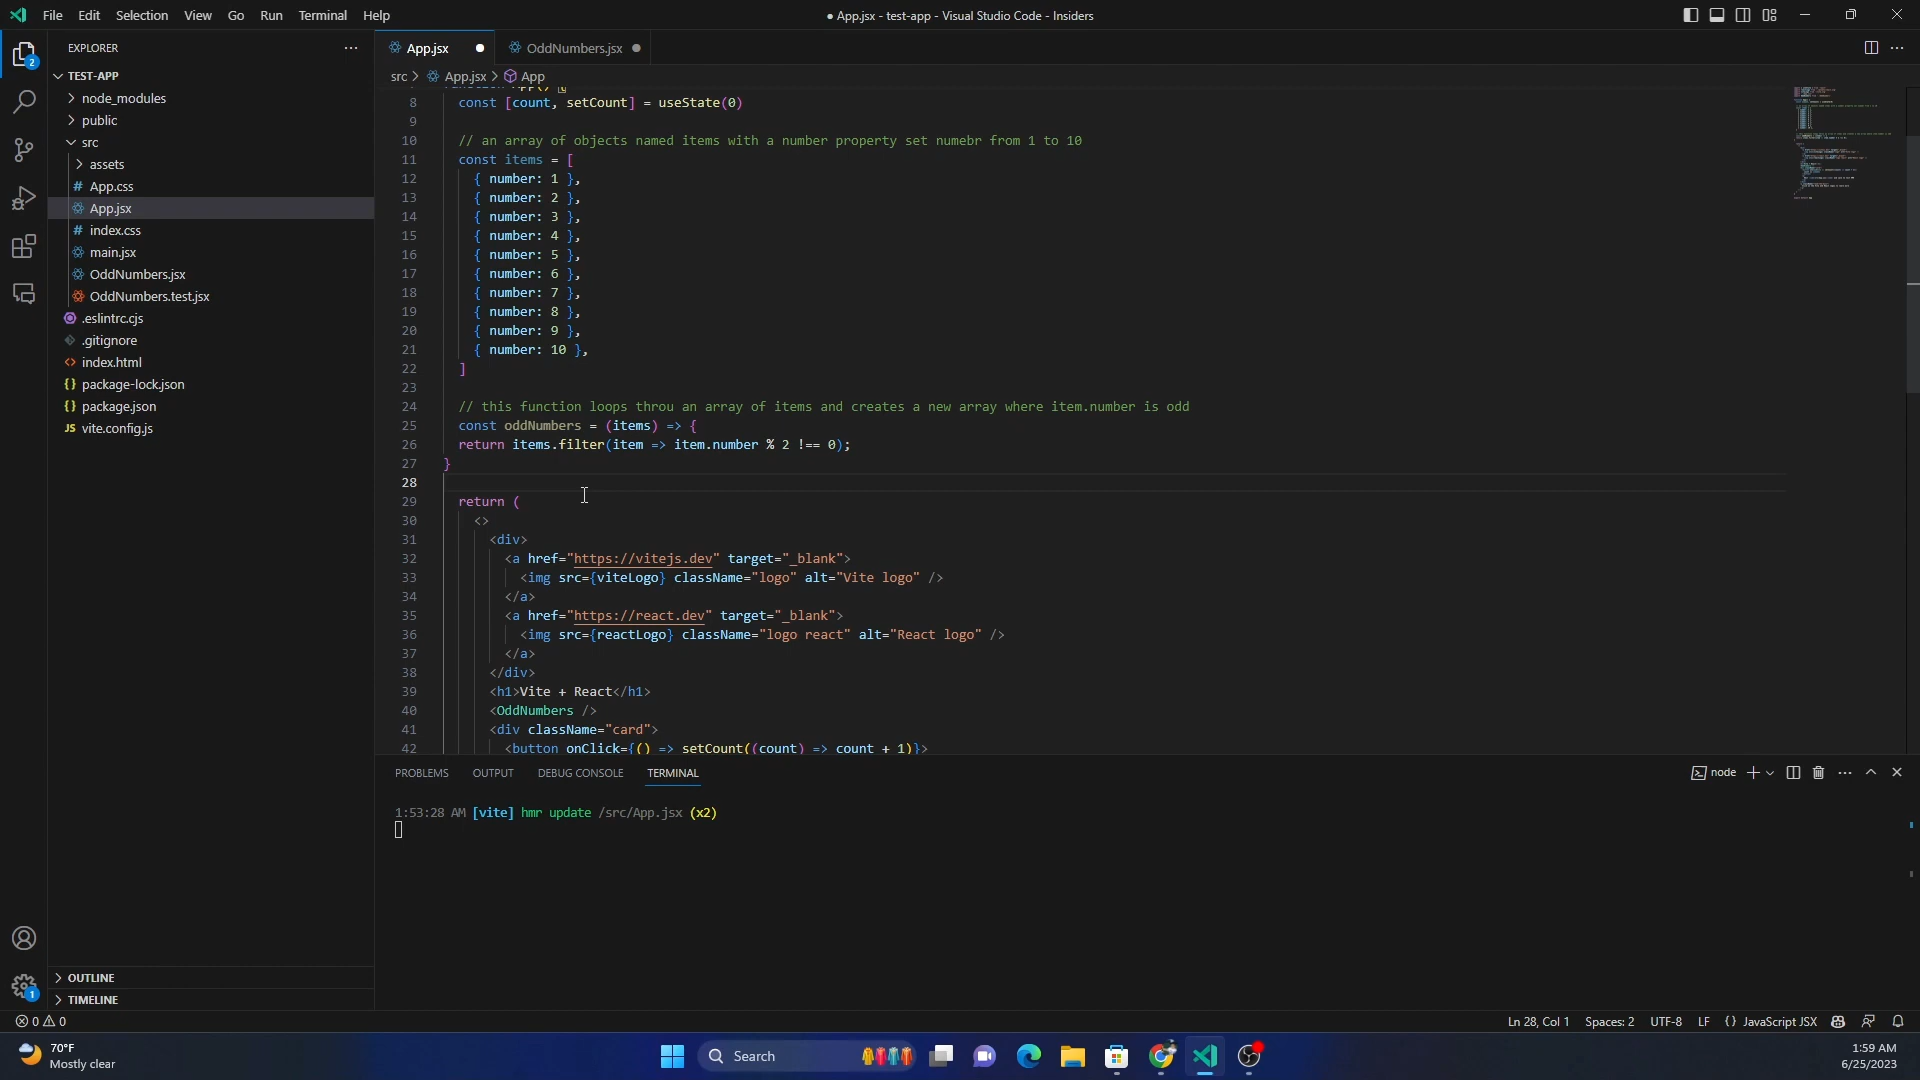 File Edit Selection View Go Run Terminal Help
● App.jsx - test-app - Visual Studio Code - Insiders
EXPLORER
App.jsx
OddNumbers.jsx
2
TEST-APP
src > App.jsx > App
node_modules
public
src
assets
App.css
App.jsx
index.css
main.jsx
OddNumbers.jsx
OddNumbers.test.jsx
.eslintrc.cjs
.gitignore
index.html
package-lock.json
package.json
vite.config.js
8 const [count, setCount] = useState(0)
9
10 // an array of objects named items with a number property set numebr from 1 to 10
11 const items = [
12 { number: 1 },
13 { number: 2 },
14 { number: 3 },
15 { number: 4 },
16 { number: 5 },
17 { number: 6 },
18 { number: 7 },
19 { number: 8 },
20 { number: 9 },
21 { number: 10 },
22 ]
23
24 // this function loops throu an array of items and creates a new array where item.number is odd
25 const oddNumbers = (items) => {
26 return items.filter(item => item.number % 2 !== 0);
27 }
28
29 return (
30 <>
31 <div>
32 <a href="https://vitejs.dev" target="_blank">
33 <img src={viteLogo} className="logo" alt="Vite logo" />
34 </a>
35 <a href="https://react.dev" target="_blank">
36 <img src={reactLogo} className="logo react" alt="React logo" />
37 </a>
38 </div>
39 <h1>Vite + React</h1>
40 <OddNumbers />
41 <div className="card">
42 <button onClick={() => setCount((count) => count + 1)}>
PROBLEMS OUTPUT DEBUG CONSOLE TERMINAL
node
1:53:28 AM [vite] hmr update /src/App.jsx (x2)
OUTLINE
TIMELINE
1
0 0
Ln 28, Col 1 Spaces: 2 UTF-8 LF {} JavaScript JSX
70°F
Mostly clear
Search
1:59 AM
6/25/2023